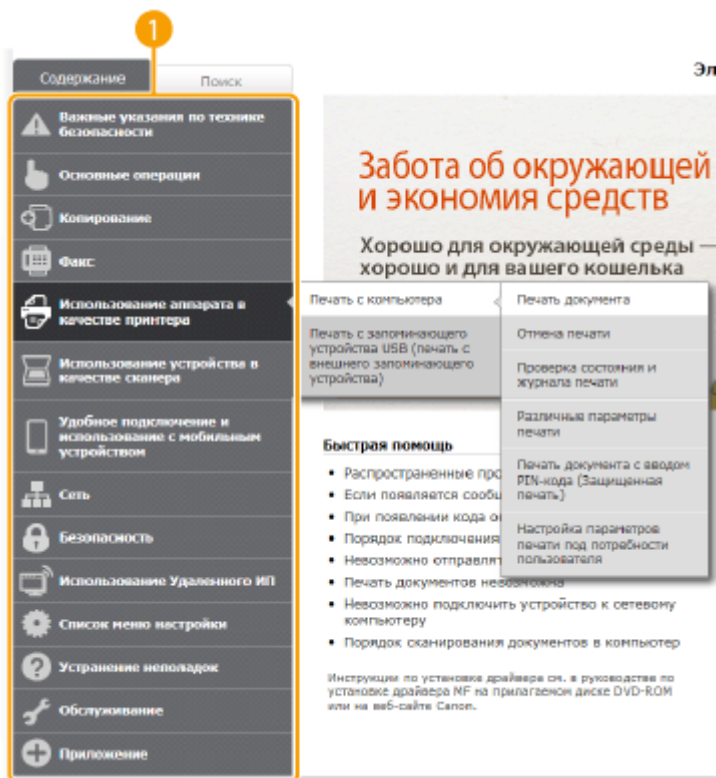 1
Содержание
Поиск
Эл
Важные указания по технике
безопасности
Основные операции
Копирование
Факс
Использование аппарата в
качестве принтера
Использование устройства в
качестве сканера
Удобное подключение и
использование с мобильным
устройством
Сеть
Безопасность
Использование Удаленного ИП
Список меню настройки
Устранение неполадок
Обслуживание
Приложение
Забота об окружающей
и экономия средств
Хорошо для окружающей среды —
хорошо и для вашего кошелька
Печать с компьютера
Печать с запоминающего
устройства USB (печать с
внешнего запоминающего
устройства)
Печать документа
Отмена печати
Проверка состояния и
журнала печати
Различные параметры
печати
Печать документа с вводом
PIN-кода (Защищенная
печать)
Настройка параметров
печати под потребности
пользователя
Быстрая помощь
• Распространенные про
• Если появляется сообщ
• При появлении кода о
• Порядок подключения
• Невозможно отправлят
• Печать документов невозможна
• Невозможно подключить устройство к сетевому
компьютеру
• Порядок сканирования документов в компьютер
Инструкции по установке драйвера см. в руководстве по
установке драйвера MF на прилагаемом диске DVD-ROM
или на веб-сайте Canon.